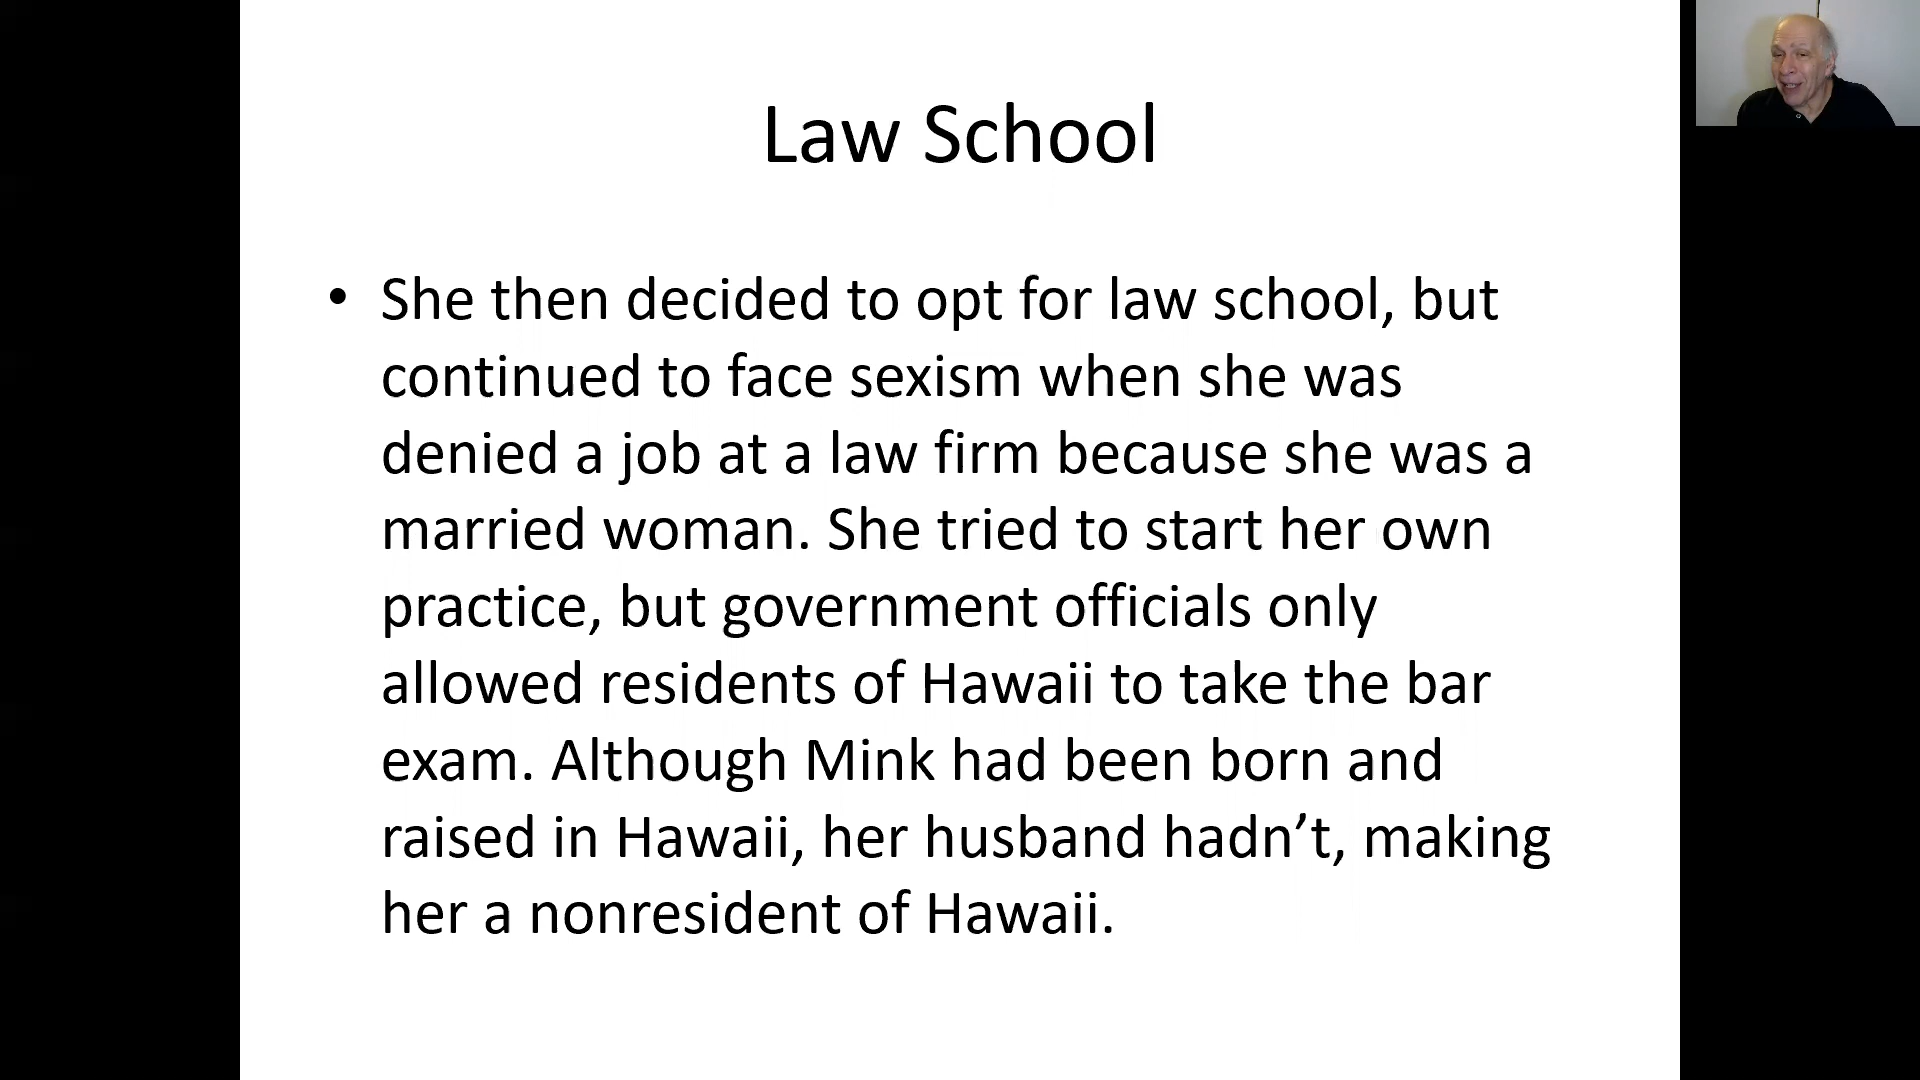 Law School
• She then decided to opt for law school, but
continued to face sexism when she was
denied a job at a law firm because she was a
married woman. She tried to start her own
practice, but government officials only
allowed residents of Hawaii to take the bar
exam. Although Mink had been born and
raised in Hawaii, her husband hadn’t, making
her a nonresident of Hawaii.